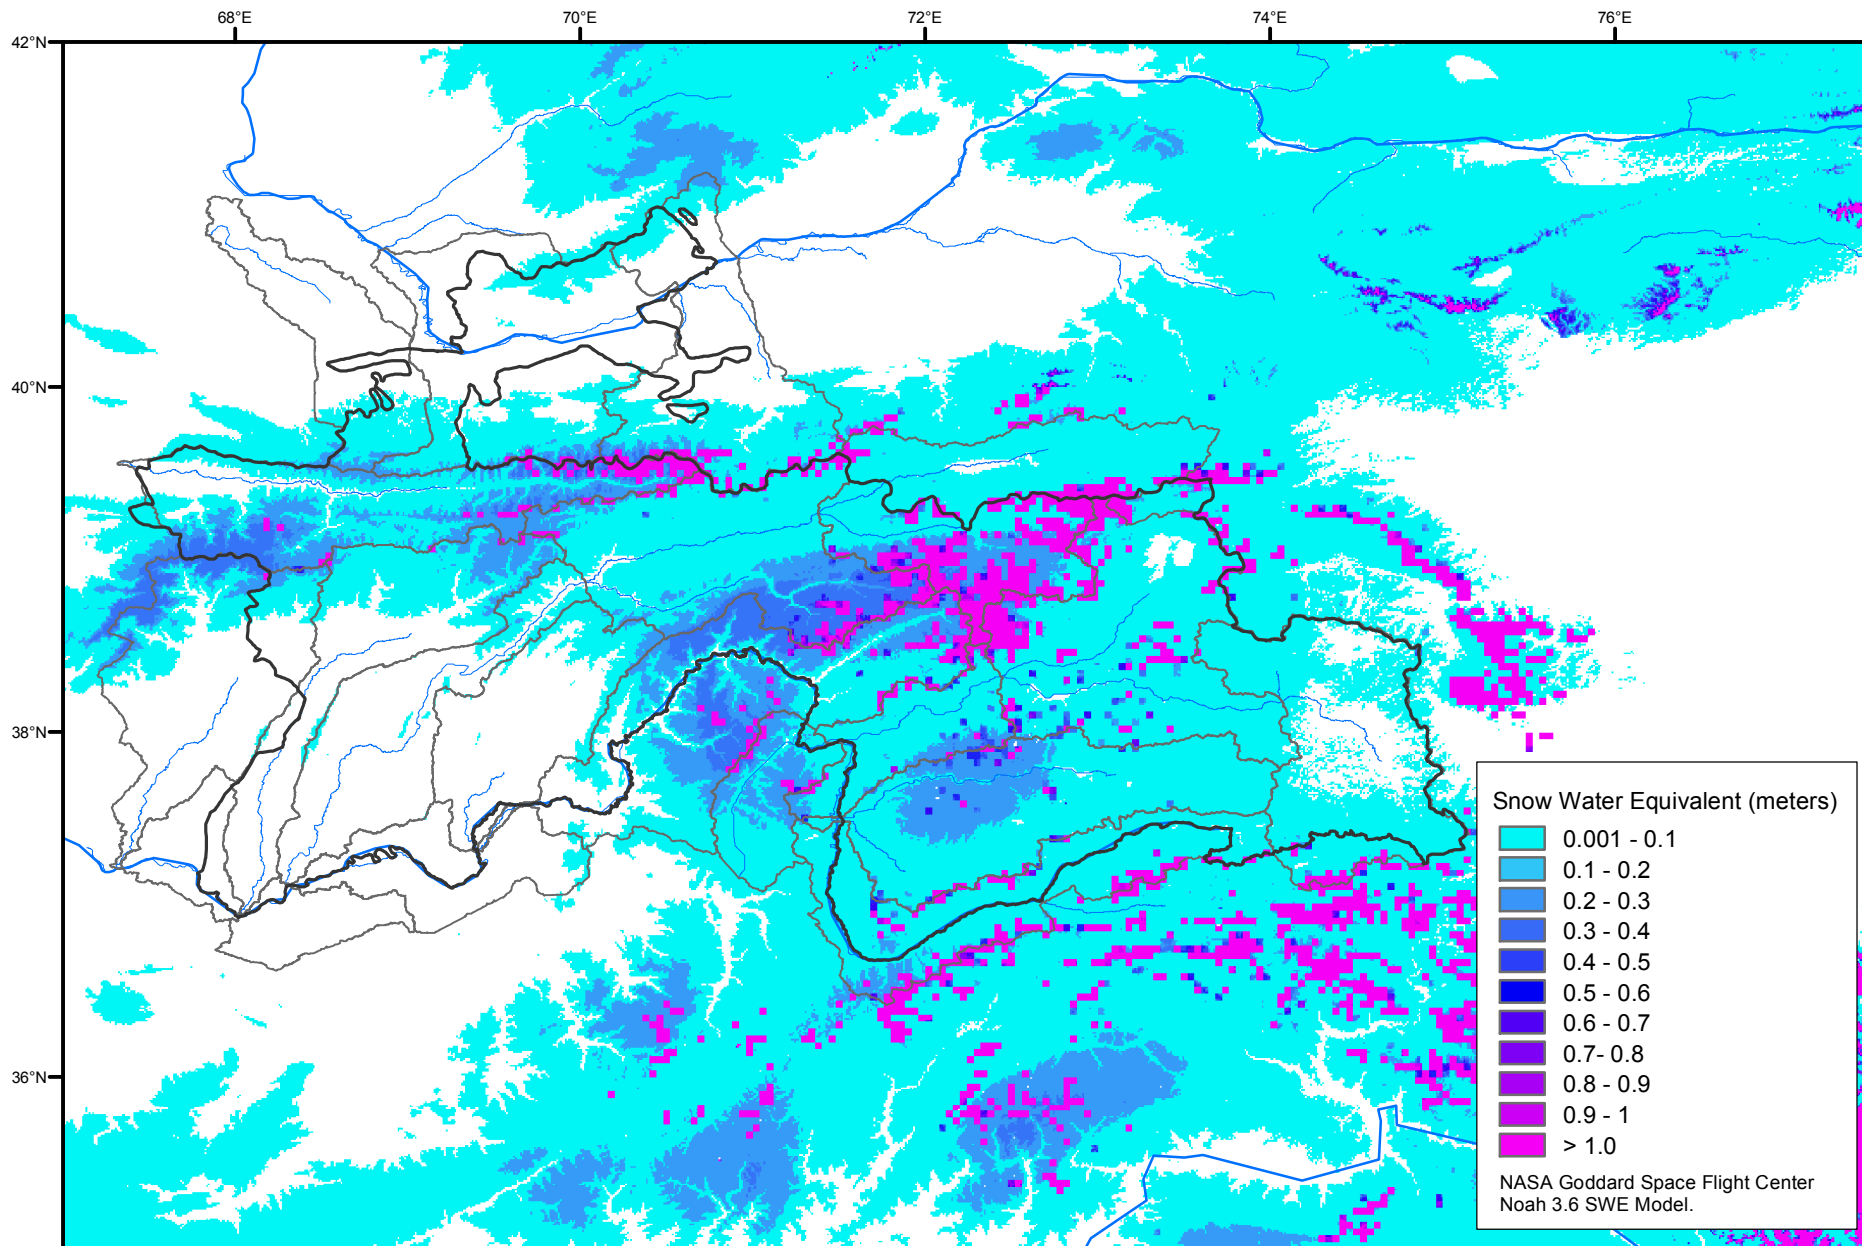 68°E
70°E
72°E
74°E
76°E
42°N
40°N
38°N
36°N
Snow Water Equivalent (meters)
0.001 - 0.1
0.1 - 0.2
0.2 - 0.3
0.3 - 0.4
0.4 - 0.5
0.5 - 0.6
0.6 - 0.7
0.7- 0.8
0.8 - 0.9
0.9 - 1
> 1.0
NASA Goddard Space Flight Center
Noah 3.6 SWE Model.